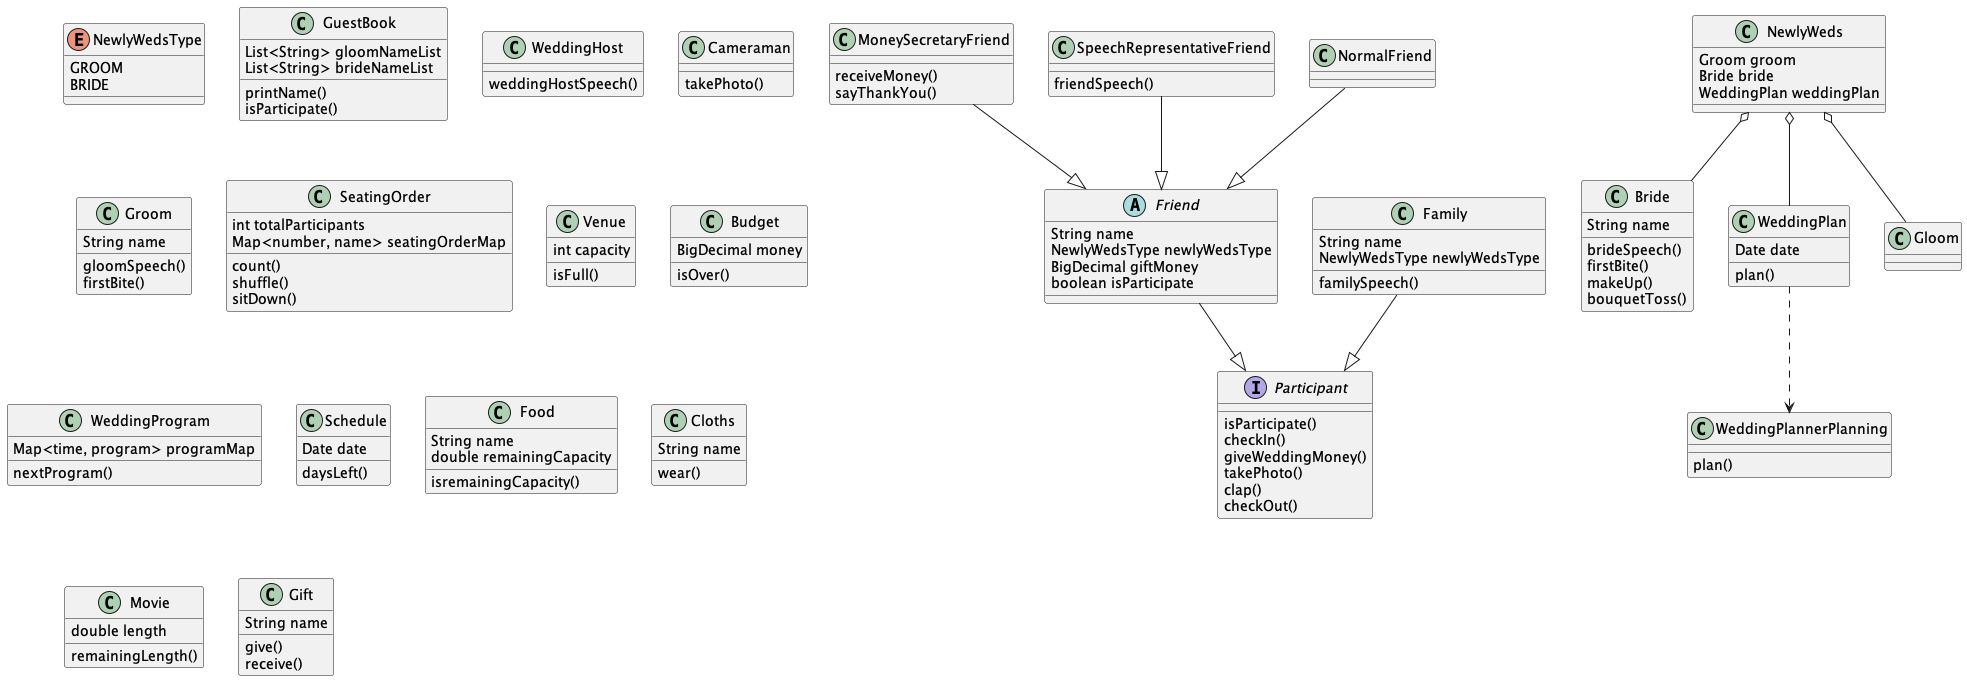 E NewlyWedsType
GROOM
BRIDE
C GuestBook
List<String> gloomNameList
List<String> brideNameList
printName()
isParticipate()
C WeddingHost
weddingHostSpeech()
C Cameraman
takePhoto()
C MoneySecretaryFriend
receiveMoney()
sayThankYou()
C SpeechRepresentativeFriend
friendSpeech()
C NormalFriend
C NewlyWeds
Groom groom
Bride bride
WeddingPlan weddingPlan
C Groom
String name
gloomSpeech()
firstBite()
C SeatingOrder
int totalParticipants
Map<number, name> seatingOrderMap
count()
shuffle()
sitDown()
C Venue
int capacity
isFull()
C Budget
BigDecimal money
isOver()
A Friend
String name
NewlyWedsType newlyWedsType
BigDecimal giftMoney
boolean isParticipate
C Family
String name
NewlyWedsType newlyWedsType
familySpeech()
C Bride
String name
brideSpeech()
firstBite()
makeUp()
bouquetToss()
C WeddingPlan
Date date
plan()
C Gloom
C WeddingProgram
Map<time, program> programMap
nextProgram()
C Schedule
Date date
daysLeft()
C Food
String name
double remainingCapacity
isremainingCapacity()
C Cloths
String name
wear()
I Participant
isParticipate()
checkIn()
giveWeddingMoney()
takePhoto()
clap()
checkOut()
C WeddingPlannerPlanning
plan()
C Movie
double length
remainingLength()
C Gift
String name
give()
receive()